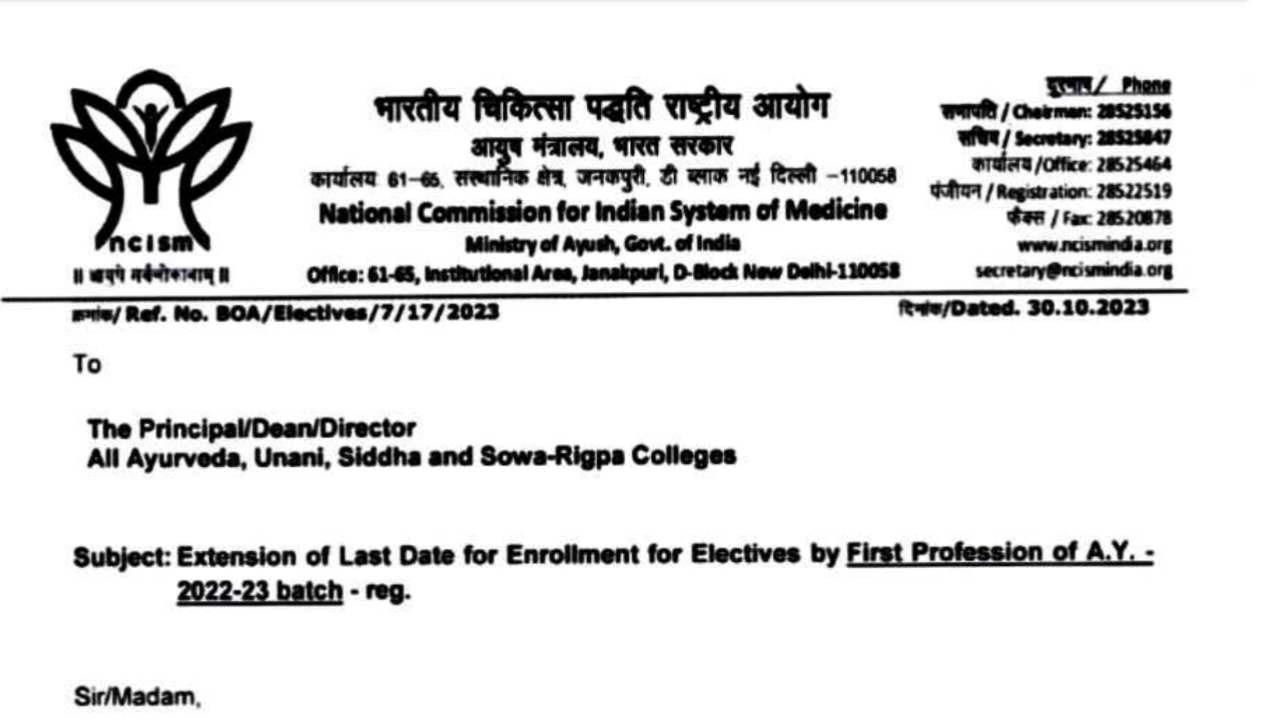 भारतीय चिकित्सा पद्धति राष्ट्रीय आयोग
आयुष मंत्रालय, भारत सरकार
कार्यालय 61-65, संस्थानिक क्षेत्र, जनकपुरी, डी ब्लाक नई दिल्ली -110058
National Commission for Indian System of Medicine
Ministry of Ayush, Govt. of India
Office: 61-65, Institutional Area, Janakpuri, D-Block New Delhi-110058
दूरभाष / Phone
सभापति / Chairman: 28525156
सचिव / Secretary: 28525847
कार्यालय /Office: 28525464
पंजीयन / Registration: 28522519
फैक्स / Fax: 28520878
www.ncismindia.org
secretary@ncismindia.org
ncism
क्रमांक/ Ref. No. BOA/Electives/7/17/2023
दिनांक/Dated. 30.10.2023
To
The Principal/Dean/Director
All Ayurveda, Unani, Siddha and Sowa-Rigpa Colleges
Subject: Extension of Last Date for Enrollment for Electives by First Profession of A.Y. -
2022-23 batch - reg.
Sir/Madam,